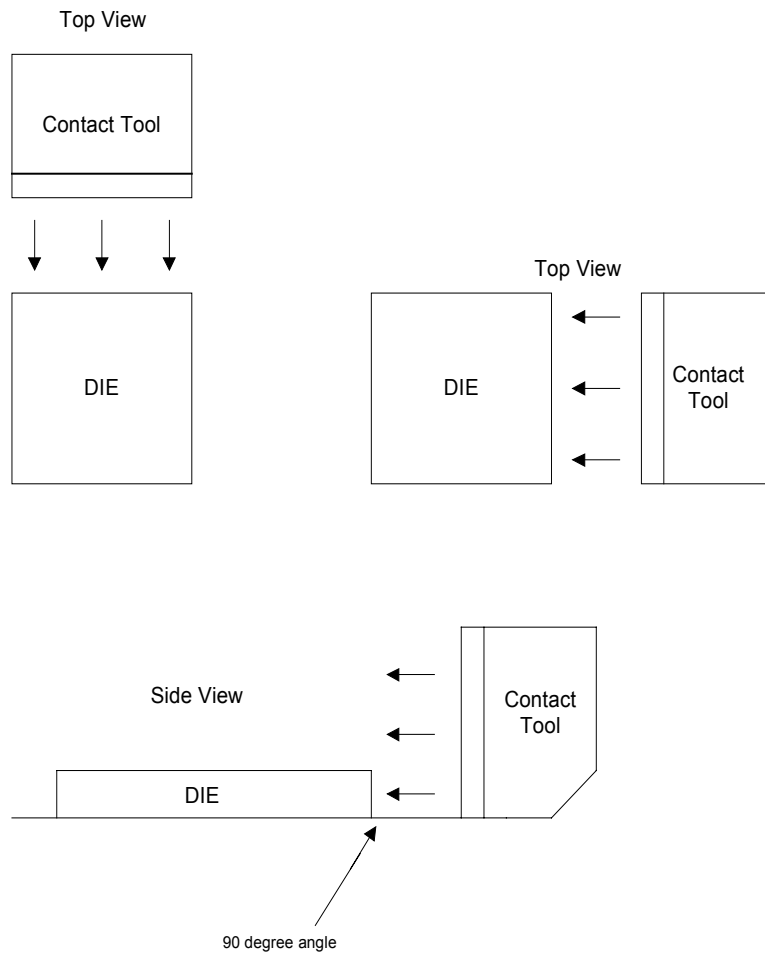 Top View
Contact Tool
Top View
DIE
DIE
Contact
Tool
Side View
Contact
Tool
DIE
90 degree angle